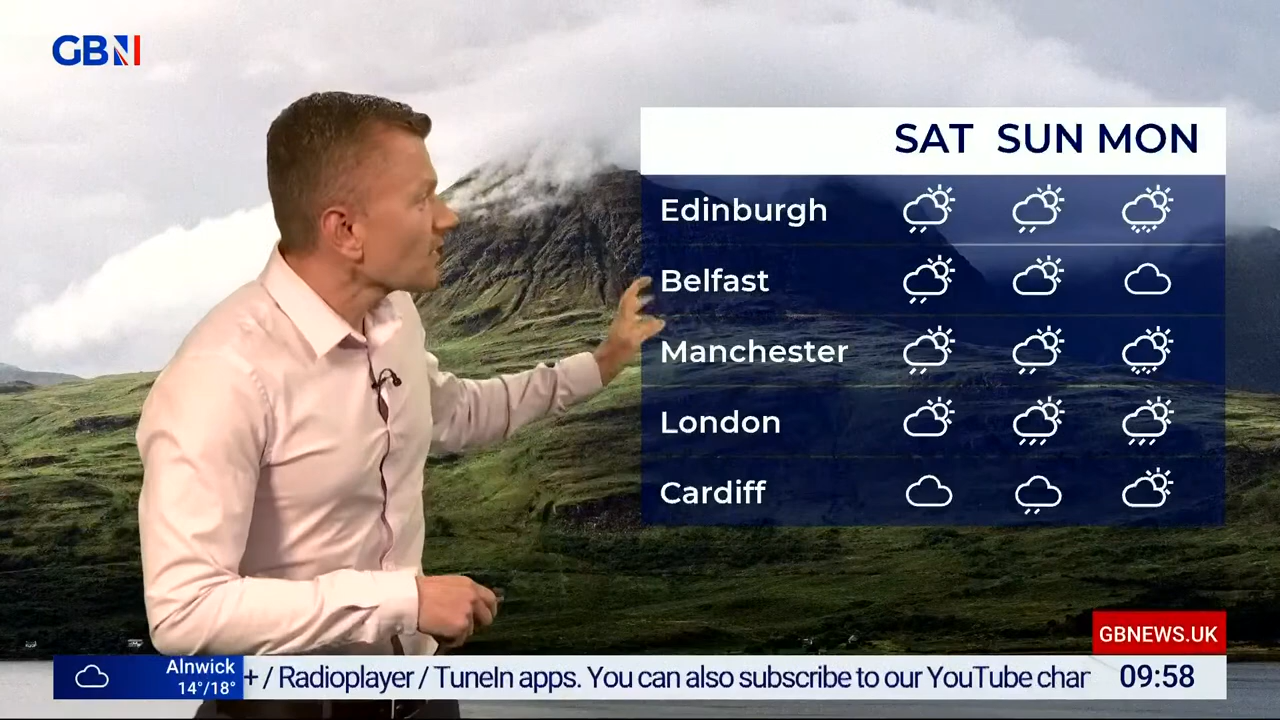 GBN
SAT SUN MON
Edinburgh
Belfast
Manchester
London
Cardiff
GBNEWS.UK
Alnwick
14°/18°
+ / Radioplayer / TuneIn apps. You can also subscribe to our YouTube
09:58